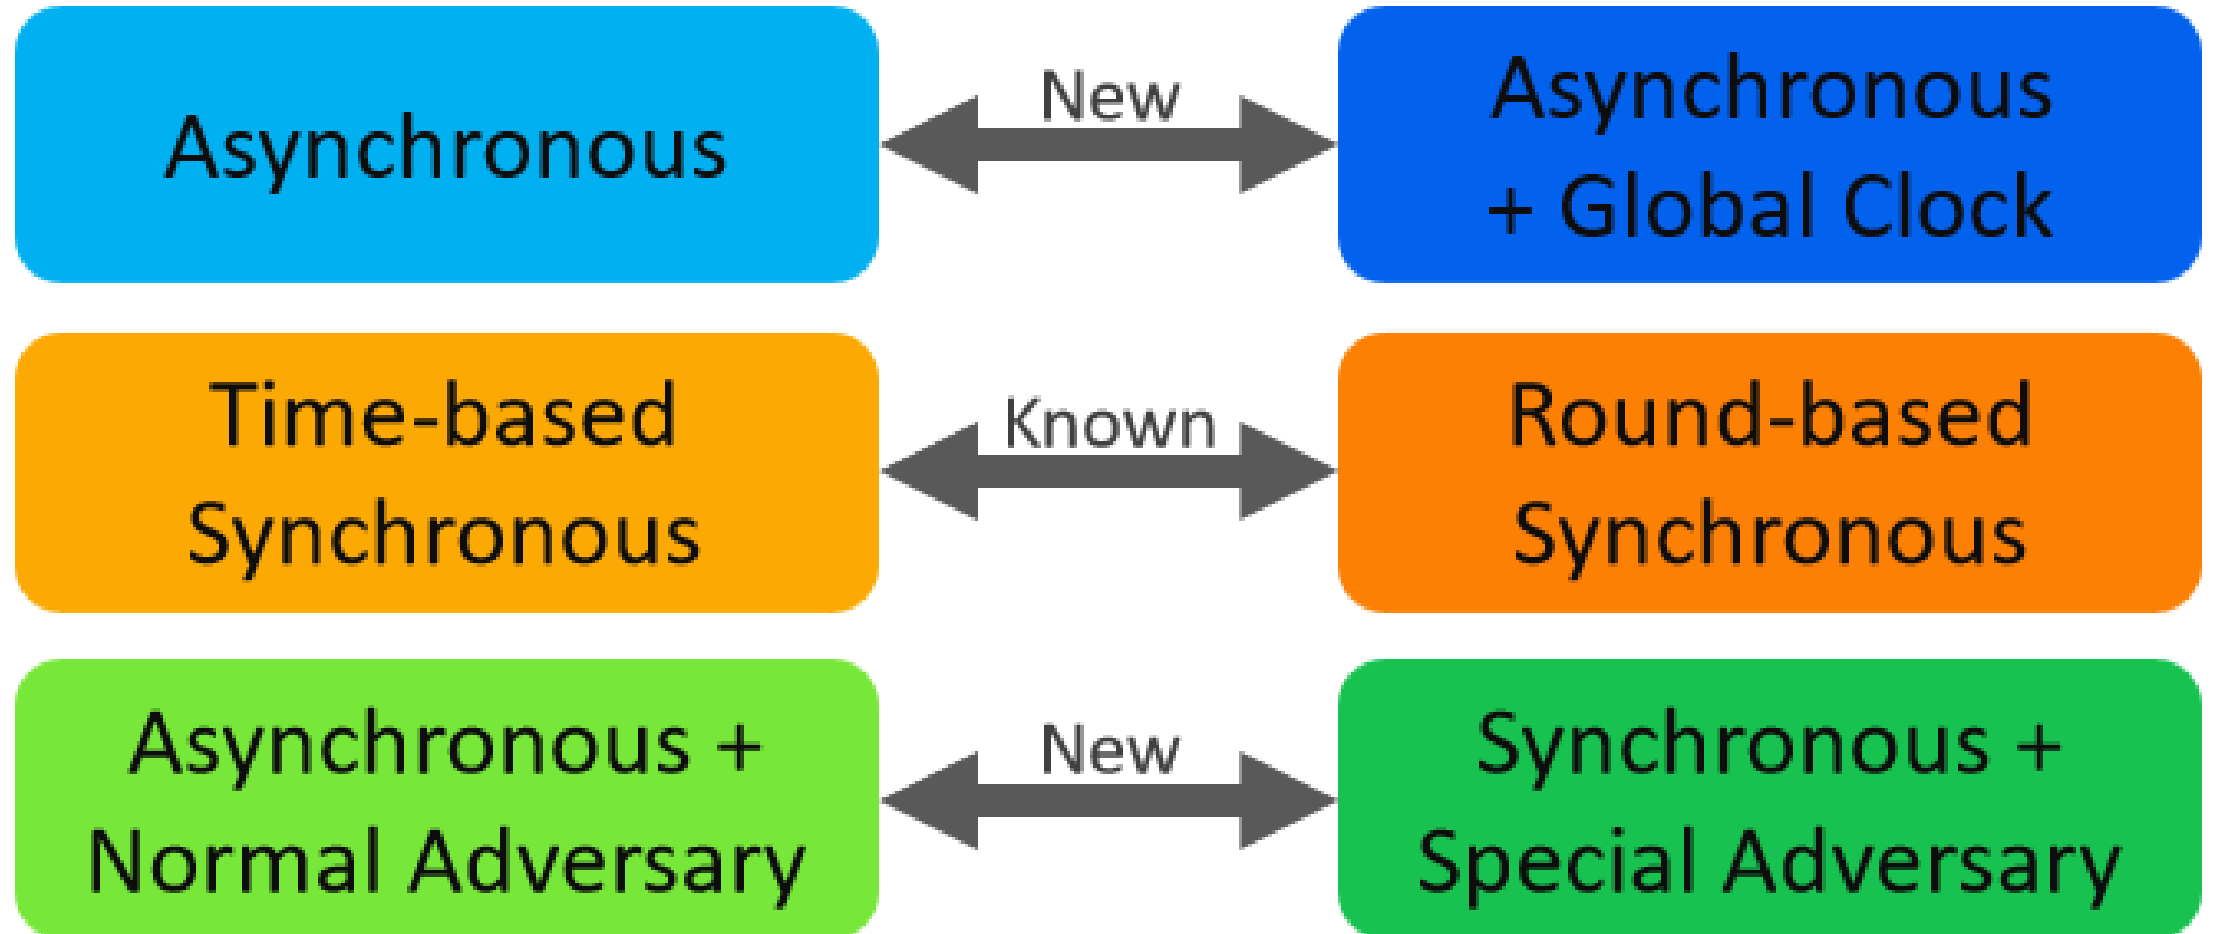 Asynchronous
New
Asynchronous
+ Global Clock
Time-based
Synchronous
Known
Round-based
Synchronous
Asynchronous +
Normal Adversary
New
Synchronous +
Special Adversary